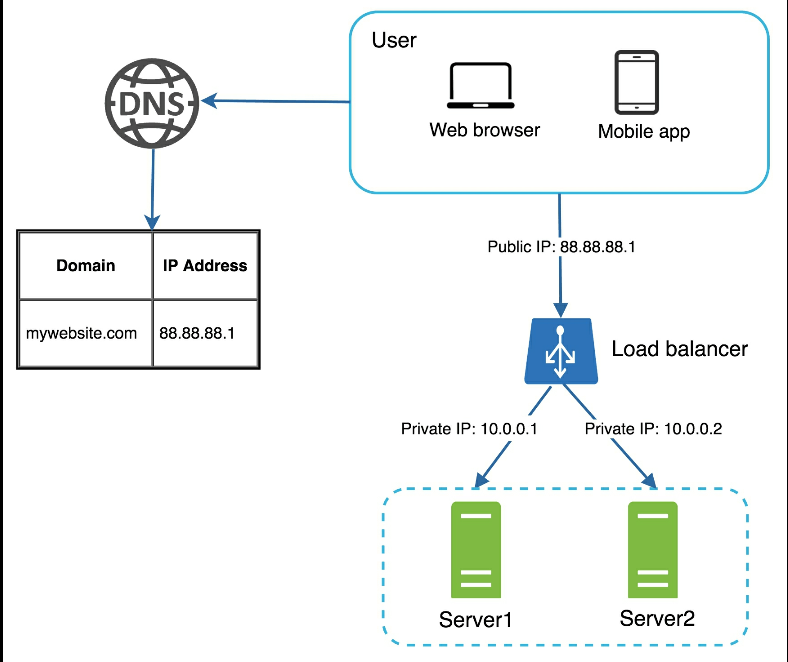 User
DNS
Web browser
Mobile app
Public IP: 88.88.88.1
Domain
IP Address
mywebsite.com
88.88.88.1
Load balancer
Private IP: 10.0.0.1
Private IP: 10.0.0.2
Server1
Server2